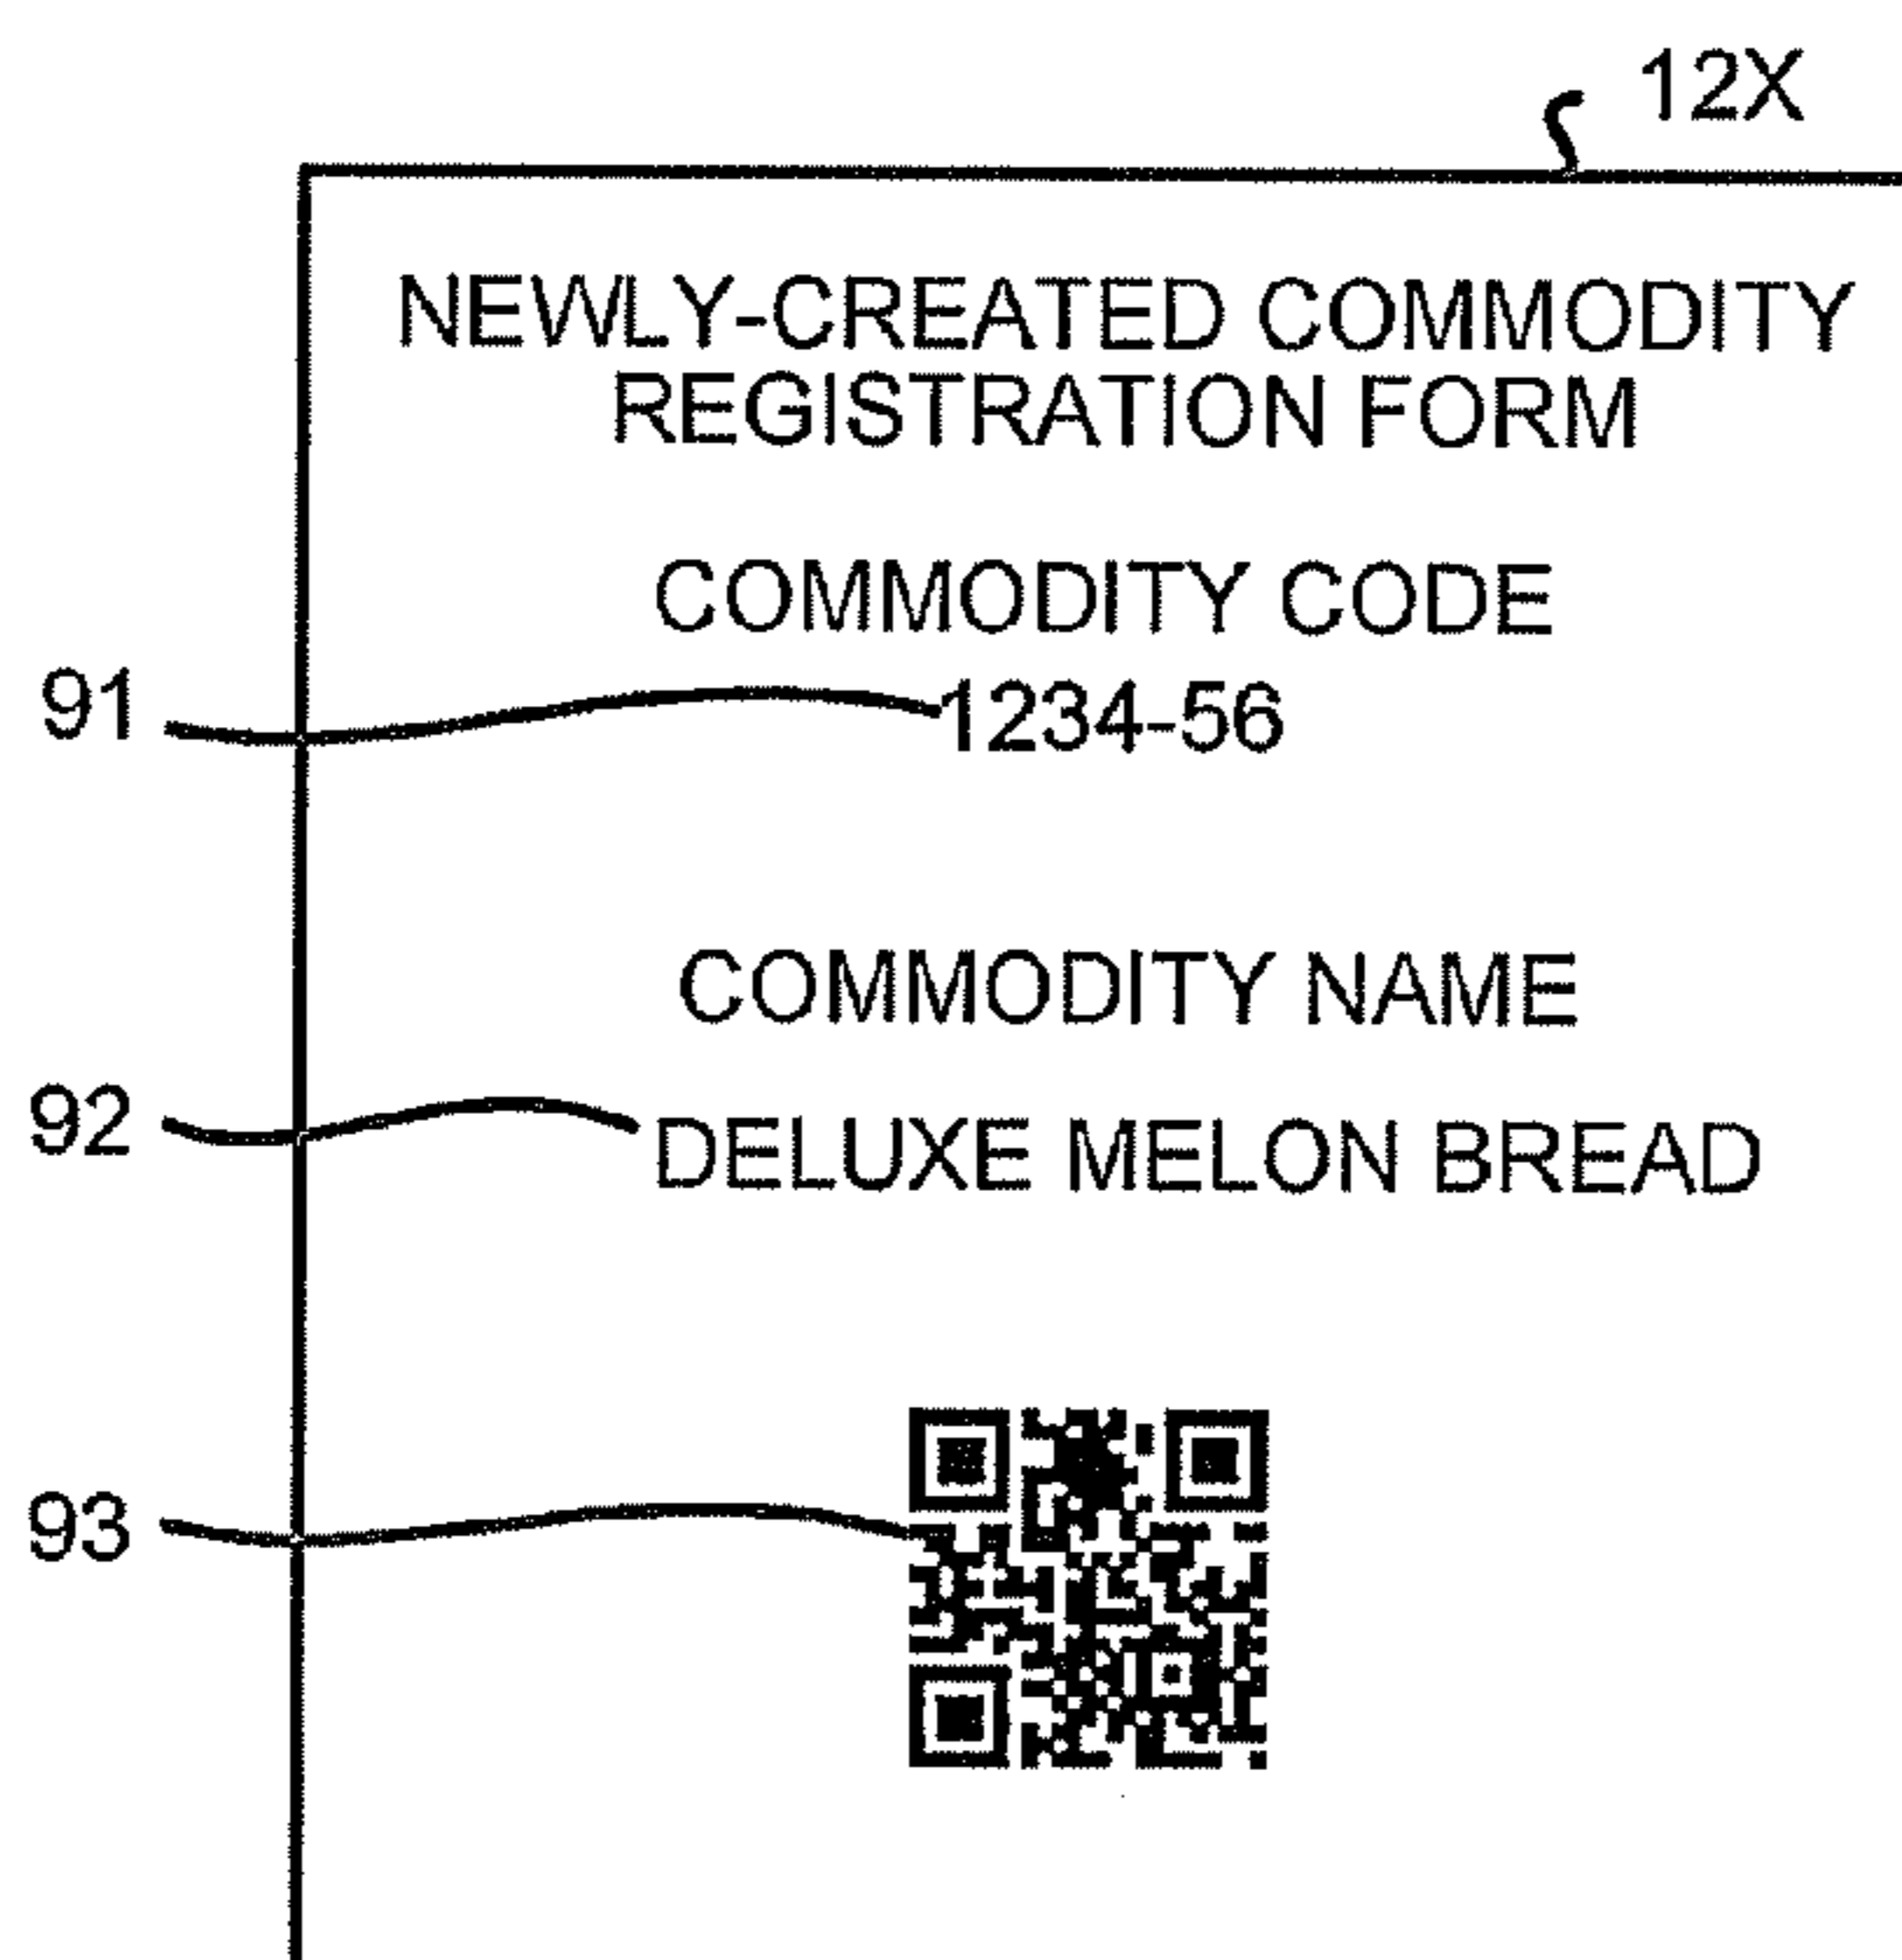 12X
NEWLY-CREATED COMMODITY
REGISTRATION FORM
COMMODITY CODE
91
1234-56
COMMODITY NAME
92
DELUXE MELON BREAD
93